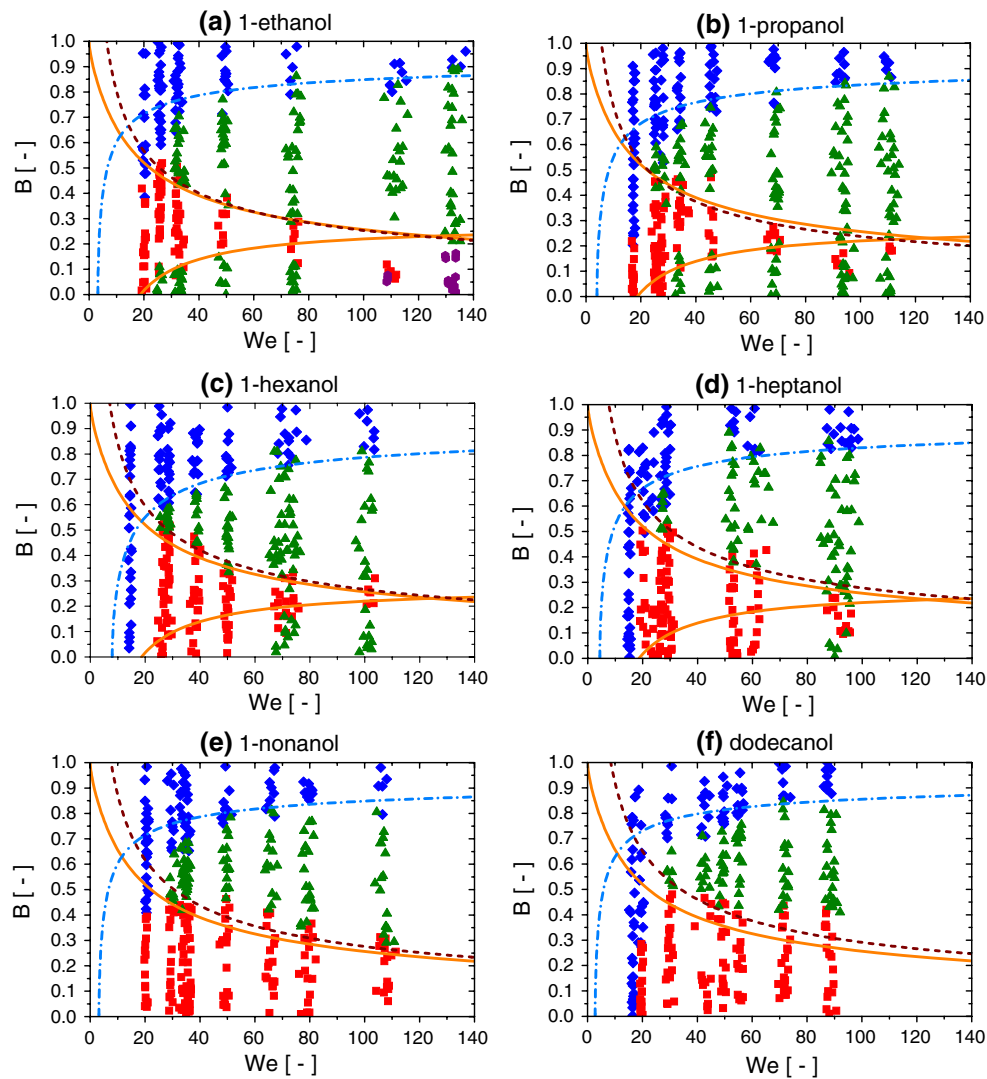 (a) 1-ethanol
1.0
0.9
0.8
0.7
0.6
0.5
0.4
0.3
0.2
0.1
0.0
B [ - ]
0 20 40 60 80 100 120 140
We [ - ]
(b) 1-propanol
1.0
0.9
0.8
0.7
0.6
0.5
0.4
0.3
0.2
0.1
0.0
B [ - ]
0 20 40 60 80 100 120 140
We [ - ]
(c) 1-hexanol
1.0
0.9
0.8
0.7
0.6
0.5
0.4
0.3
0.2
0.1
0.0
B [ - ]
0 20 40 60 80 100 120 140
We [ - ]
(d) 1-heptanol
1.0
0.9
0.8
0.7
0.6
0.5
0.4
0.3
0.2
0.1
0.0
B [ - ]
0 20 40 60 80 100 120 140
We [ - ]
(e) 1-nonanol
1.0
0.9
0.8
0.7
0.6
0.5
0.4
0.3
0.2
0.1
0.0
B [ - ]
0 20 40 60 80 100 120 140
We [ - ]
(f) dodecanol
1.0
0.9
0.8
0.7
0.6
0.5
0.4
0.3
0.2
0.1
0.0
B [ - ]
0 20 40 60 80 100 120 140
We [ - ]